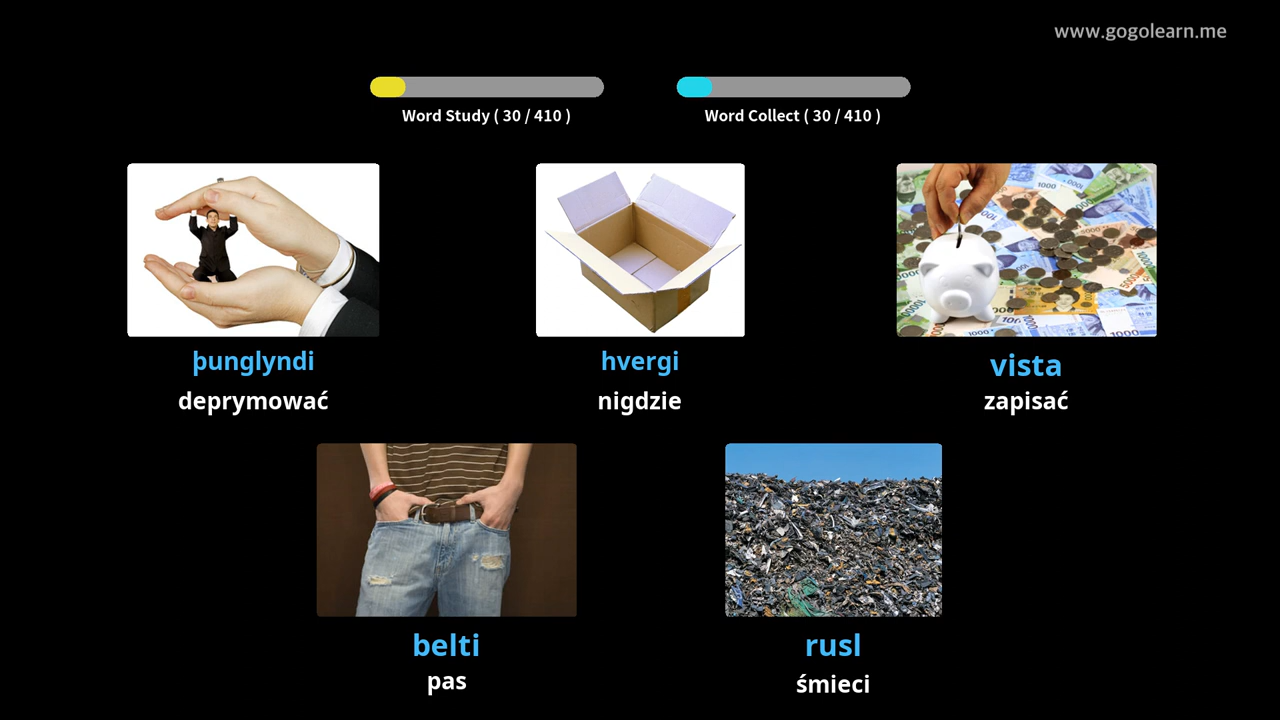 www.gogolearn.me
Word Study ( 30 / 410 )
Word Collect ( 30 / 410 )
þunglyndi
deprymować
hvergi
nigdzie
vista
zapisać
belti
pas
rusl
śmieci